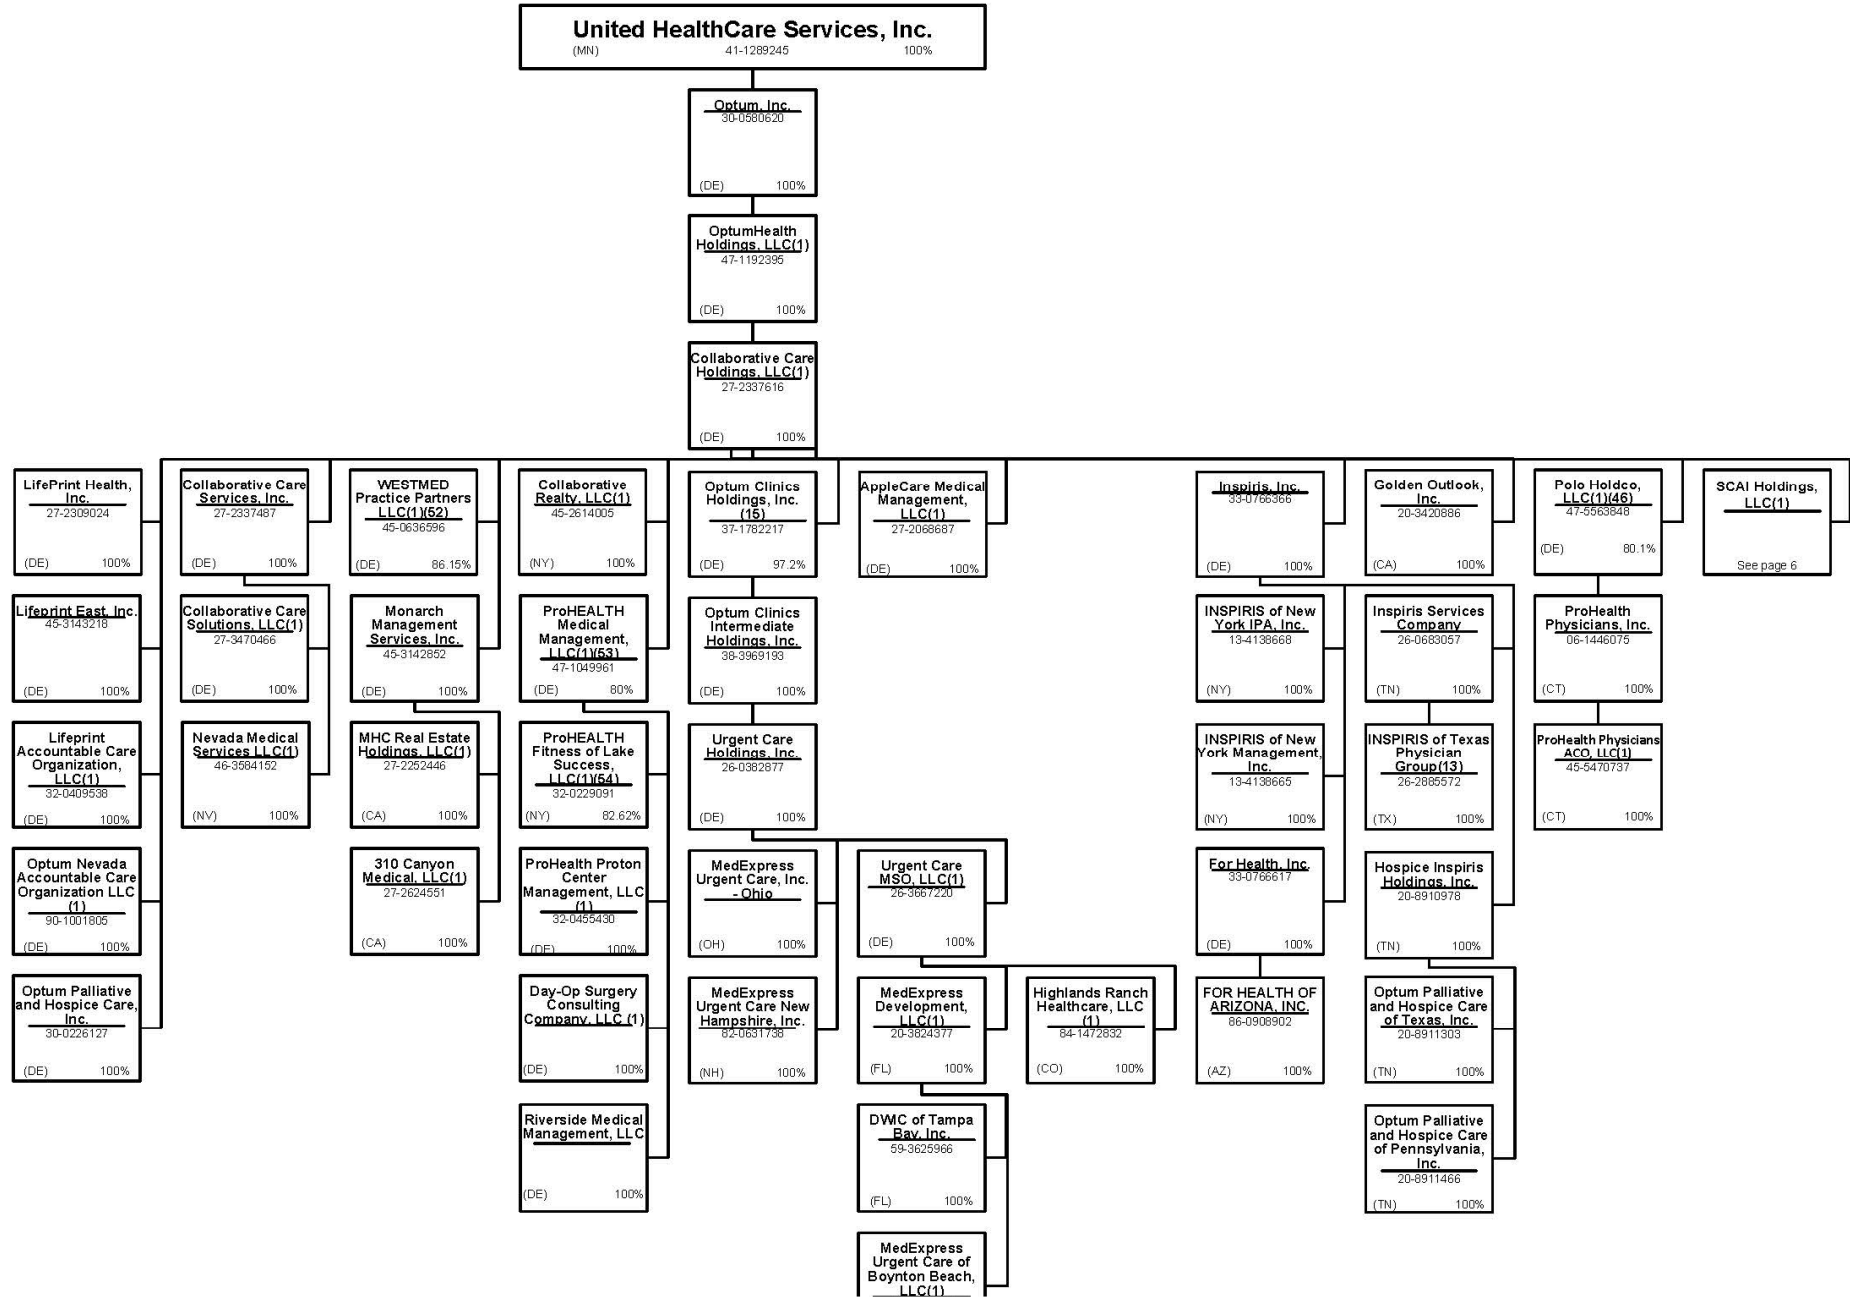 United HealthCare Services, Inc.
(MN) 41-1289245 100%
Optum, Inc.
30-0580620
(DE) 100%
OptumHealth
Holdings, LLC(1)
47-1192395
(DE) 100%
Collaborative Care
Holdings, LLC(1)
27-2337616
(DE) 100%
LifePrint Health,
Inc.
27-2309024
(DE) 100%
Collaborative Care
Services, Inc.
27-2337487
(DE) 100%
WESTMED
Practice Partners
LLC(1)(52)
45-0636596
(DE) 86.15%
Collaborative
Realty, LLC(1)
45-2614005
(NY) 100%
Optum Clinics
Holdings, Inc.
(15)
37-1782217
(DE) 97.2%
AppleCare Medical
Management,
LLC(1)
27-2068687
(DE) 100%
Inspiris, Inc.
33-0766366
(DE) 100%
Golden Outlook,
Inc.
20-3420886
(CA) 100%
Polo Holdco,
LLC(1)(46)
47-5563848
(DE) 80.1%
SCAI Holdings,
LLC(1)
See page 6
Lifeprint East, Inc.
45-3143218
(DE) 100%
Collaborative Care
Solutions, LLC(1)
27-3470466
(DE) 100%
Monarch
Management
Services, Inc.
45-3142852
(DE) 100%
ProHEALTH
Medical
Management,
LLC(1)(53)
47-1049961
(DE) 80%
Optum Clinics
Intermediate
Holdings, Inc.
38-3969193
(DE) 100%
INSPIRIS of New
York IPA, Inc.
13-4138668
(NY) 100%
Inspiris Services
Company
26-0683057
(TN) 100%
ProHealth
Physicians, Inc.
06-1446075
(CT) 100%
Lifeprint
Accountable Care
Organization,
LLC(1)
32-0409538
(DE) 100%
Nevada Medical
Services LLC(1)
46-3584152
(NV) 100%
MHC Real Estate
Holdings, LLC(1)
27-2252446
(CA) 100%
ProHEALTH
Fitness of Lake
Success,
LLC(1)(54)
32-0229091
(NY) 82.62%
Urgent Care
Holdings, Inc.
26-0382877
(DE) 100%
INSPIRIS of New
York Management,
Inc.
13-4138665
(NY) 100%
INSPIRIS of Texas
Physician
Group(13)
26-2885572
(TX) 100%
ProHealth Physicians
ACO, LLC(1)
45-5470737
(CT) 100%
Optum Nevada
Accountable Care
Organization LLC
(1)
90-1001805
(DE) 100%
310 Canyon
Medical, LLC(1)
27-2624551
(CA) 100%
ProHealth Proton
Center
Management, LLC
(1)
32-0455430
(DE) 100%
MedExpress
Urgent Care, Inc.
- Ohio
(OH) 100%
Urgent Care
MSO, LLC(1)
26-3667220
(DE) 100%
For Health, Inc.
33-0766617
(DE) 100%
Hospice Inspiris
Holdings, Inc.
20-8910978
(TN) 100%
Optum Palliative
and Hospice Care,
Inc.
30-0226127
(DE) 100%
Day-Op Surgery
Consulting
Company, LLC (1)
(DE) 100%
MedExpress
Urgent Care New
Hampshire, Inc.
82-0631738
(NH) 100%
MedExpress
Development,
LLC(1)
20-3824377
(FL) 100%
Highlands Ranch
Healthcare, LLC
(1)
84-1472832
(CO) 100%
FOR HEALTH OF
ARIZONA, INC.
86-0908902
(AZ) 100%
Optum Palliative
and Hospice Care
of Texas, Inc.
20-8911303
(TN) 100%
Riverside Medical
Management, LLC
(DE) 100%
DWIC of Tampa
Bay, Inc.
59-3625966
(FL) 100%
Optum Palliative
and Hospice Care
of Pennsylvania,
Inc.
20-8911466
(TN) 100%
MedExpress
Urgent Care of
Boynton Beach,
LLC(1)